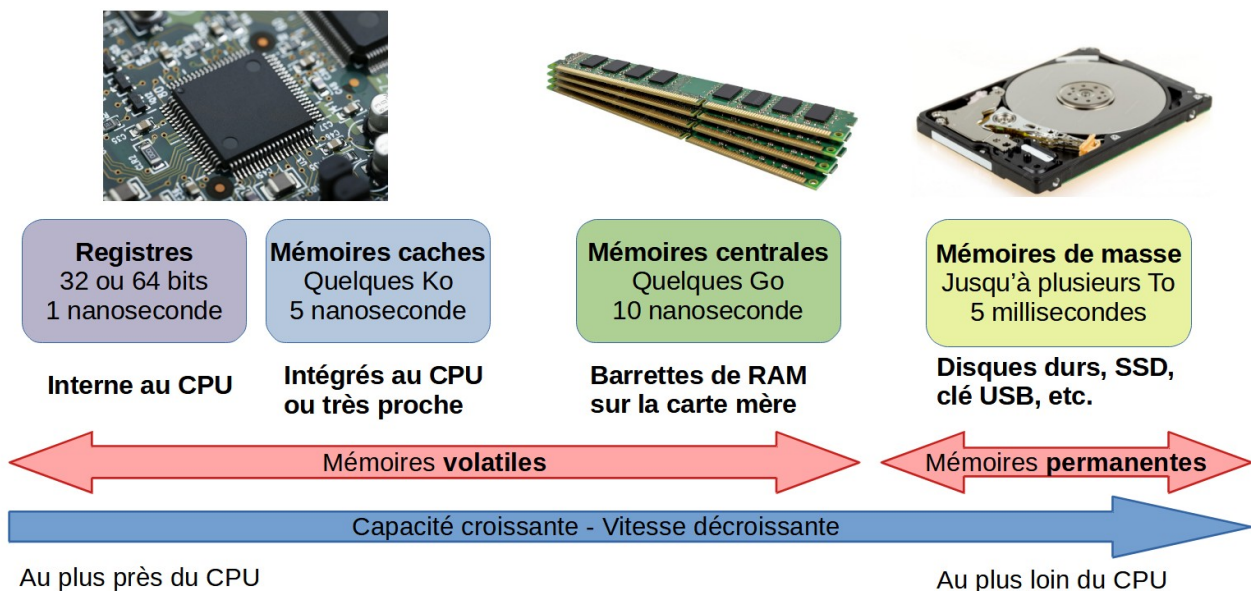 Registres
32 ou 64 bits
1 nanoseconde
Mémoires caches
Quelques Ko
5 nanoseconde
Mémoires centrales
Quelques Go
10 nanoseconde
Mémoires de masse
Jusqu'à plusieurs To
5 millisecondes
Interne au CPU
Intégrés au CPU
ou très proche
Barrettes de RAM
sur la carte mère
Disques durs, SSD,
clé USB, etc.
Mémoires volatiles
Mémoires permanentes
Capacité croissante - Vitesse décroissante
Au plus près du CPU
Au plus loin du CPU